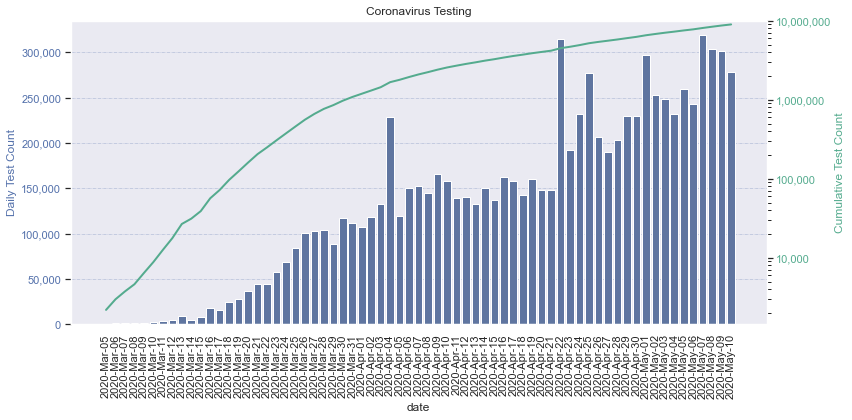 Coronavirus Testing
Daily Test Count
300,000
250,000
200,000
150,000
100,000
50,000
0
10,000,000
1,000,000
100,000
10,000
Cumulative Test Count
2020-Mar-05
2020-Mar-06
2020-Mar-07
2020-Mar-08
2020-Mar-09
2020-Mar-10
2020-Mar-11
2020-Mar-12
2020-Mar-13
2020-Mar-14
2020-Mar-15
2020-Mar-16
2020-Mar-17
2020-Mar-18
2020-Mar-19
2020-Mar-20
2020-Mar-21
2020-Mar-22
2020-Mar-23
2020-Mar-24
2020-Mar-25
2020-Mar-26
2020-Mar-27
2020-Mar-28
2020-Mar-29
2020-Mar-30
2020-Mar-31
2020-Apr-01
2020-Apr-02
2020-Apr-03
2020-Apr-04
2020-Apr-05
2020-Apr-06
2020-Apr-07
2020-Apr-08
2020-Apr-09
2020-Apr-10
2020-Apr-11
2020-Apr-12
2020-Apr-13
2020-Apr-14
2020-Apr-15
2020-Apr-16
2020-Apr-17
2020-Apr-18
2020-Apr-19
2020-Apr-20
2020-Apr-21
2020-Apr-22
2020-Apr-23
2020-Apr-24
2020-Apr-25
2020-Apr-26
2020-Apr-27
2020-Apr-28
2020-Apr-29
2020-Apr-30
2020-May-01
2020-May-02
2020-May-03
2020-May-04
2020-May-05
2020-May-06
2020-May-07
2020-May-08
2020-May-09
2020-May-10
date